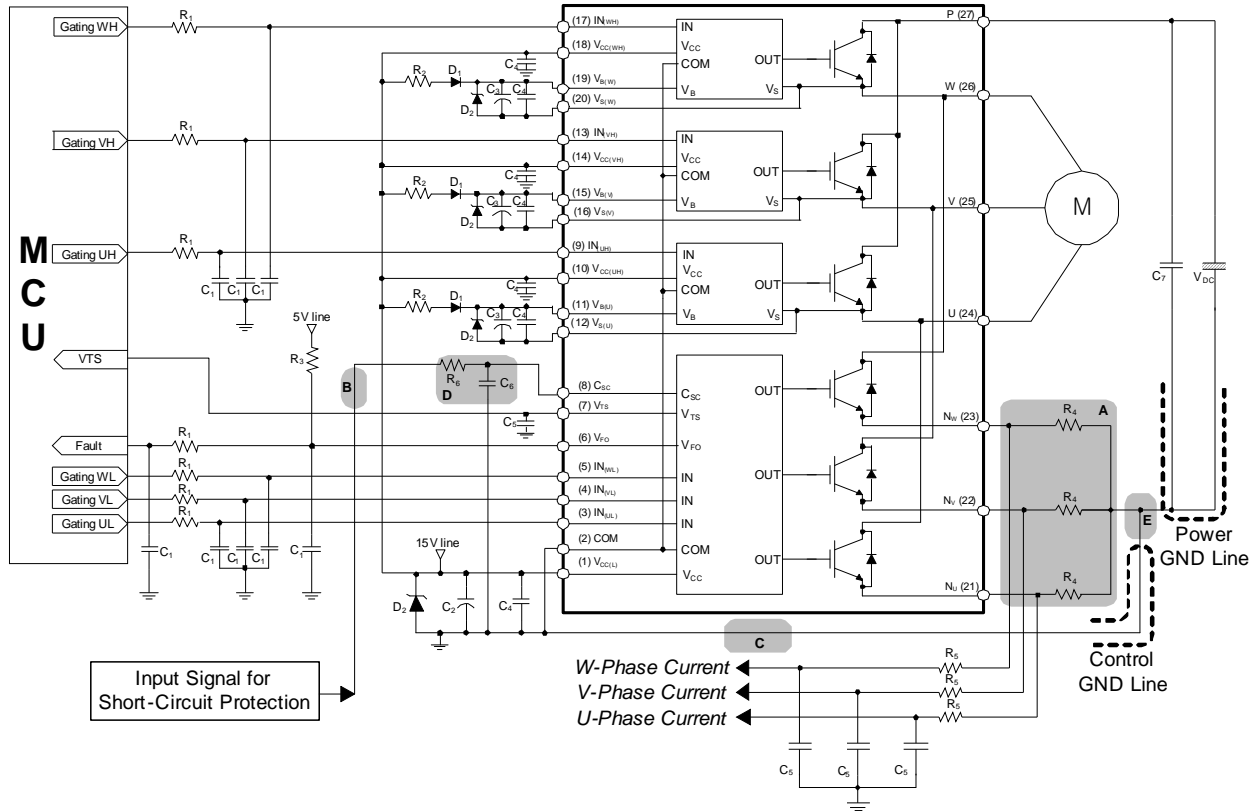 MCU
Gating WH
R1
(17) IN(WH)
IN
P (27)
(18) VCC(WH)
VCC
C4
COM
OUT
R2
D1
(19) VB(W)
VB
VS
W (26)
C3
C4
D2
(20) VS(W)
Gating VH
R1
(13) IN(VH)
IN
(14) VCC(VH)
VCC
C4
COM
OUT
R2
D1
(15) VB(V)
VB
VS
V (25)
M
C3
C4
D2
(16) VS(V)
Gating UH
R1
(9) IN(UH)
IN
(10) VCC(UH)
VCC
C4
COM
OUT
C7
VDC
C1
C1
C1
R2
D1
(11) VB(U)
VB
VS
U (24)
C3
C4
D2
(12) VS(U)
5V line
R3
VTS
B
R6
D
C6
(8) CSC
CSC
OUT
A
(7) VTS
VTS
C5
NW (23)
R4
Fault
R1
(6) VFO
VFO
Gating WL
R1
(5) IN(WL)
IN
OUT
Gating VL
R1
(4) IN(VL)
IN
NV (22)
R4
E
Gating UL
R1
(3) IN(UL)
IN
Power
GND Line
(2) COM
COM
OUT
C1
C1
C1
C1
C1
15V line
(1) VCC(L)
VCC
R4
NU (21)
D2
C2
C4
C
Control
GND Line
Input Signal for
Short-Circuit Protection
W-Phase Current
R5
V-Phase Current
R5
U-Phase Current
R5
C5
C5
C5